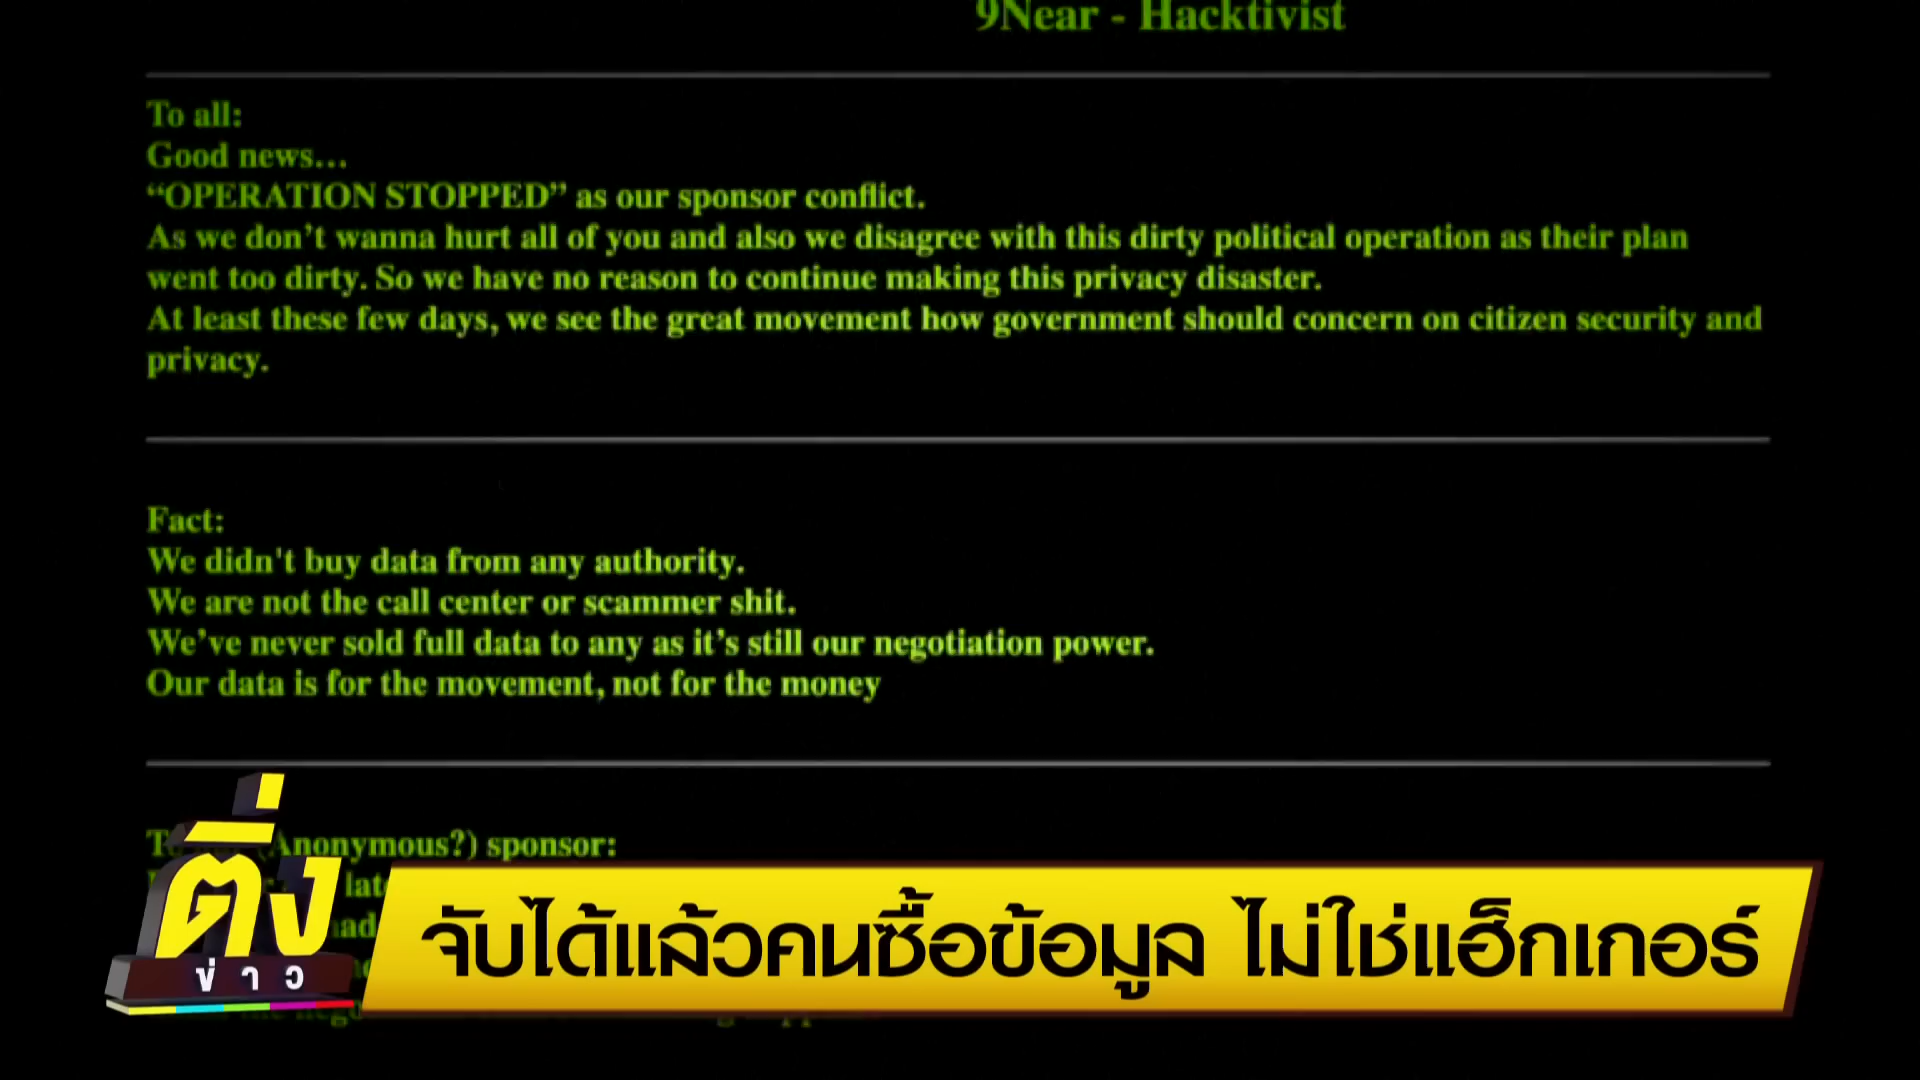 9Near - Hacktivist
To all:
Good news…
“OPERATION STOPPED” as our sponsor conflict.
As we don’t wanna hurt all of you and also we disagree with this dirty political operation as their plan
went too dirty. So we have no reason to continue making this privacy disaster.
At least these few days, we see the great movement how government should concern on citizen security and
privacy.
Fact:
We didn't buy data from any authority.
We are not the call center or scammer shit.
We’ve never sold full data to any as it’s still our negotiation power.
Our data is for the movement, not for the money
(Anonymous?) sponsor:
ติ่ง
ข่าว
จับได้แล้วคนซื้อข้อมูล ไม่ใช่แฮ็กเกอร์